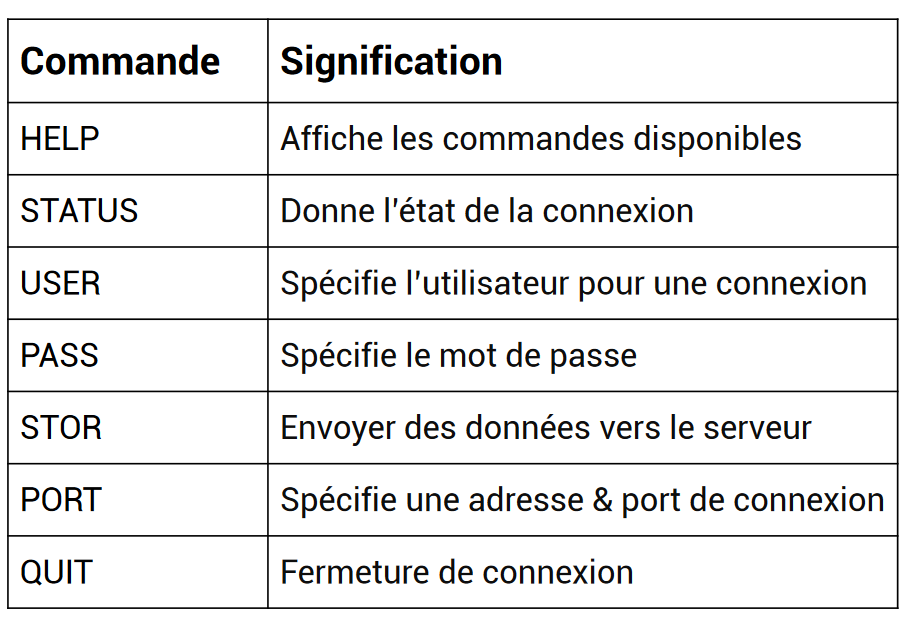 Commande Signification
HELP Affiche les commandes disponibles
STATUS Donne l'état de la connexion
USER Spécifie l'utilisateur pour une connexion
PASS Spécifie le mot de passe
STOR Envoyer des données vers le serveur
PORT Spécifie une adresse & port de connexion
QUIT Fermeture de connexion